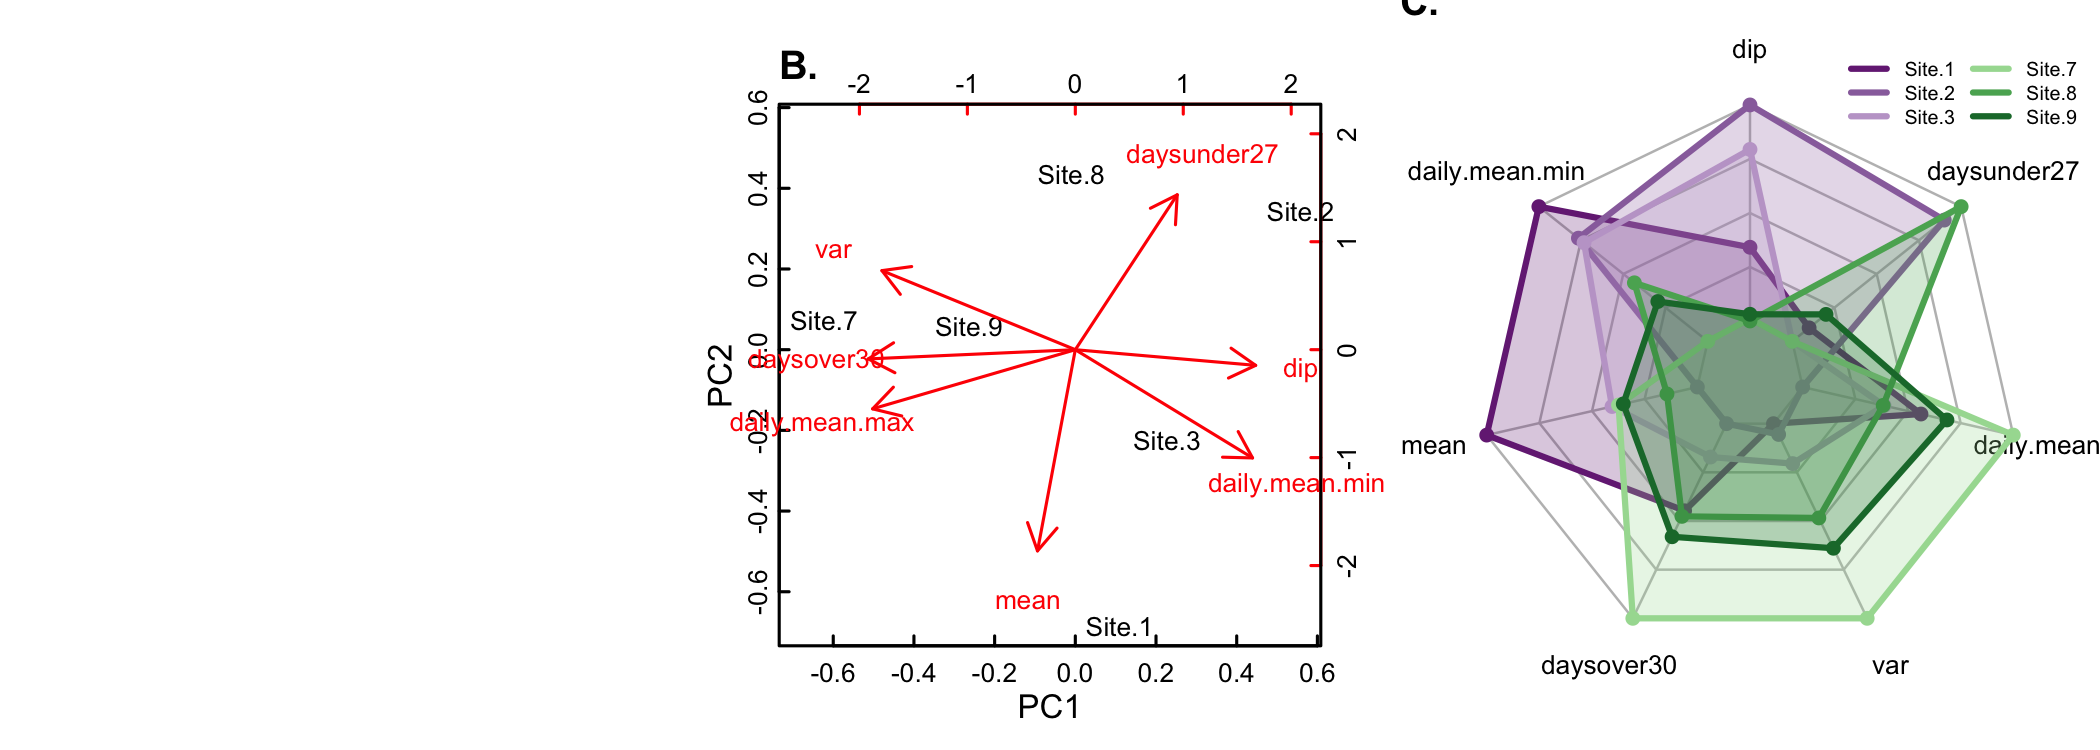 C.
B.
-2 -1 0 1 2
0.6
0.4
0.2
0.0
-0.2
-0.4
-0.6
PC2
daysunder27
Site.8
Site.2
var
Site.7
Site.9
daysover30
dip
daily.mean.max
Site.3
daily.mean.min
mean
Site.1
2
1
0
-1
-2
-0.6 -0.4 -0.2 0.0 0.2 0.4 0.6
PC1
dip
Site.1 Site.7
Site.2 Site.8
Site.3 Site.9
daily.mean.min
daysunder27
mean
daily.mean
daysover30
var